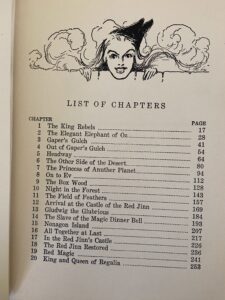 LIST OF CHAPTERS
CHAPTER PAGE
1 The King Rebels 17
2 The Elegant Elephant of Oz 28
3 Gaper's Gulch 41
4 Out of Gaper's Gulch 54
5 Headway 64
6 The Other Side of the Desert 80
7 The Princess of Anuther Planet 94
8 On to Ev 112
9 The Box Wood 128
10 Night in the Forest 143
11 The Field of Feathers 157
12 Arrival at the Castle of the Red Jinn 169
13 Gludwig the Glubrious 184
14 The Slave of the Magic Dinner Bell 193
15 Nonagon Island 207
16 All Together at Last 217
17 In the Red Jinn's Castle 226
18 The Red Jinn Restored 236
19 Red Magic 241
20 King and Queen of Regalia 253